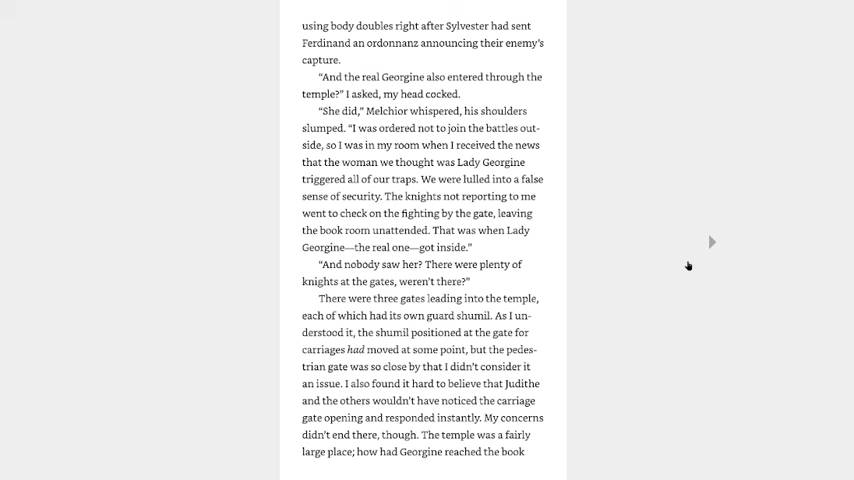 using body doubles right after Sylvester had sent
Ferdinand an ordonnanz announcing their enemy's
capture.
“And the real Georgine also entered through the
temple?” I asked, my head cocked.
“She did,” Melchior whispered, his shoulders
slumped. “I was ordered not to join the battles out-
side, so I was in my room when I received the news
that the woman we thought was Lady Georgine
triggered all of our traps. We were lulled into a false
sense of security. The knights not reporting to me
went to check on the fighting by the gate, leaving
the book room unattended. That was when Lady
Georgine—the real one—got inside.”
“And nobody saw her? There were plenty of
knights at the gates, weren't there?”
There were three gates leading into the temple,
each of which had its own guard shumil. As I un-
derstood it, the shumil positioned at the gate for
carriages had moved at some point, but the pedes-
trian gate was so close by that I didn't consider it
an issue. I also found it hard to believe that Judithe
and the others wouldn't have noticed the carriage
gate opening and responded instantly. My concerns
didn't end there, though. The temple was a fairly
large place; how had Georgine reached the book